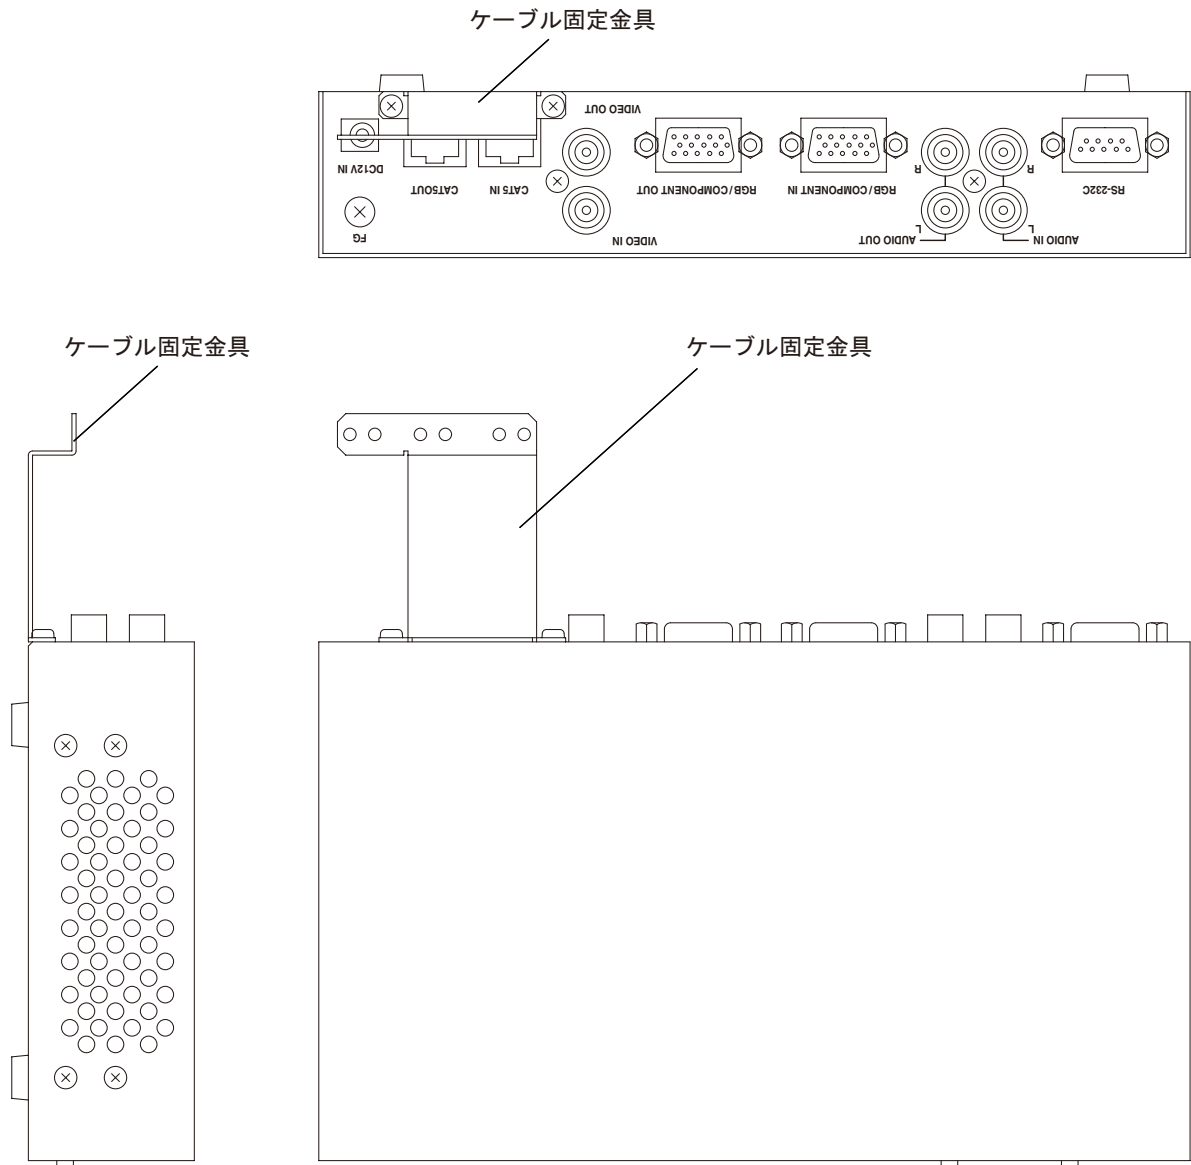 ケーブル固定金具
VIDEO OUT
DC12V IN
CAT5OUT
CAT5 IN
RGB/COMPONENT OUT
RGB/COMPONENT IN
R
R
RS-232C
FG
VIDEO IN
AUDIO OUT
L
L
AUDIO IN
ケーブル固定金具
ケーブル固定金具